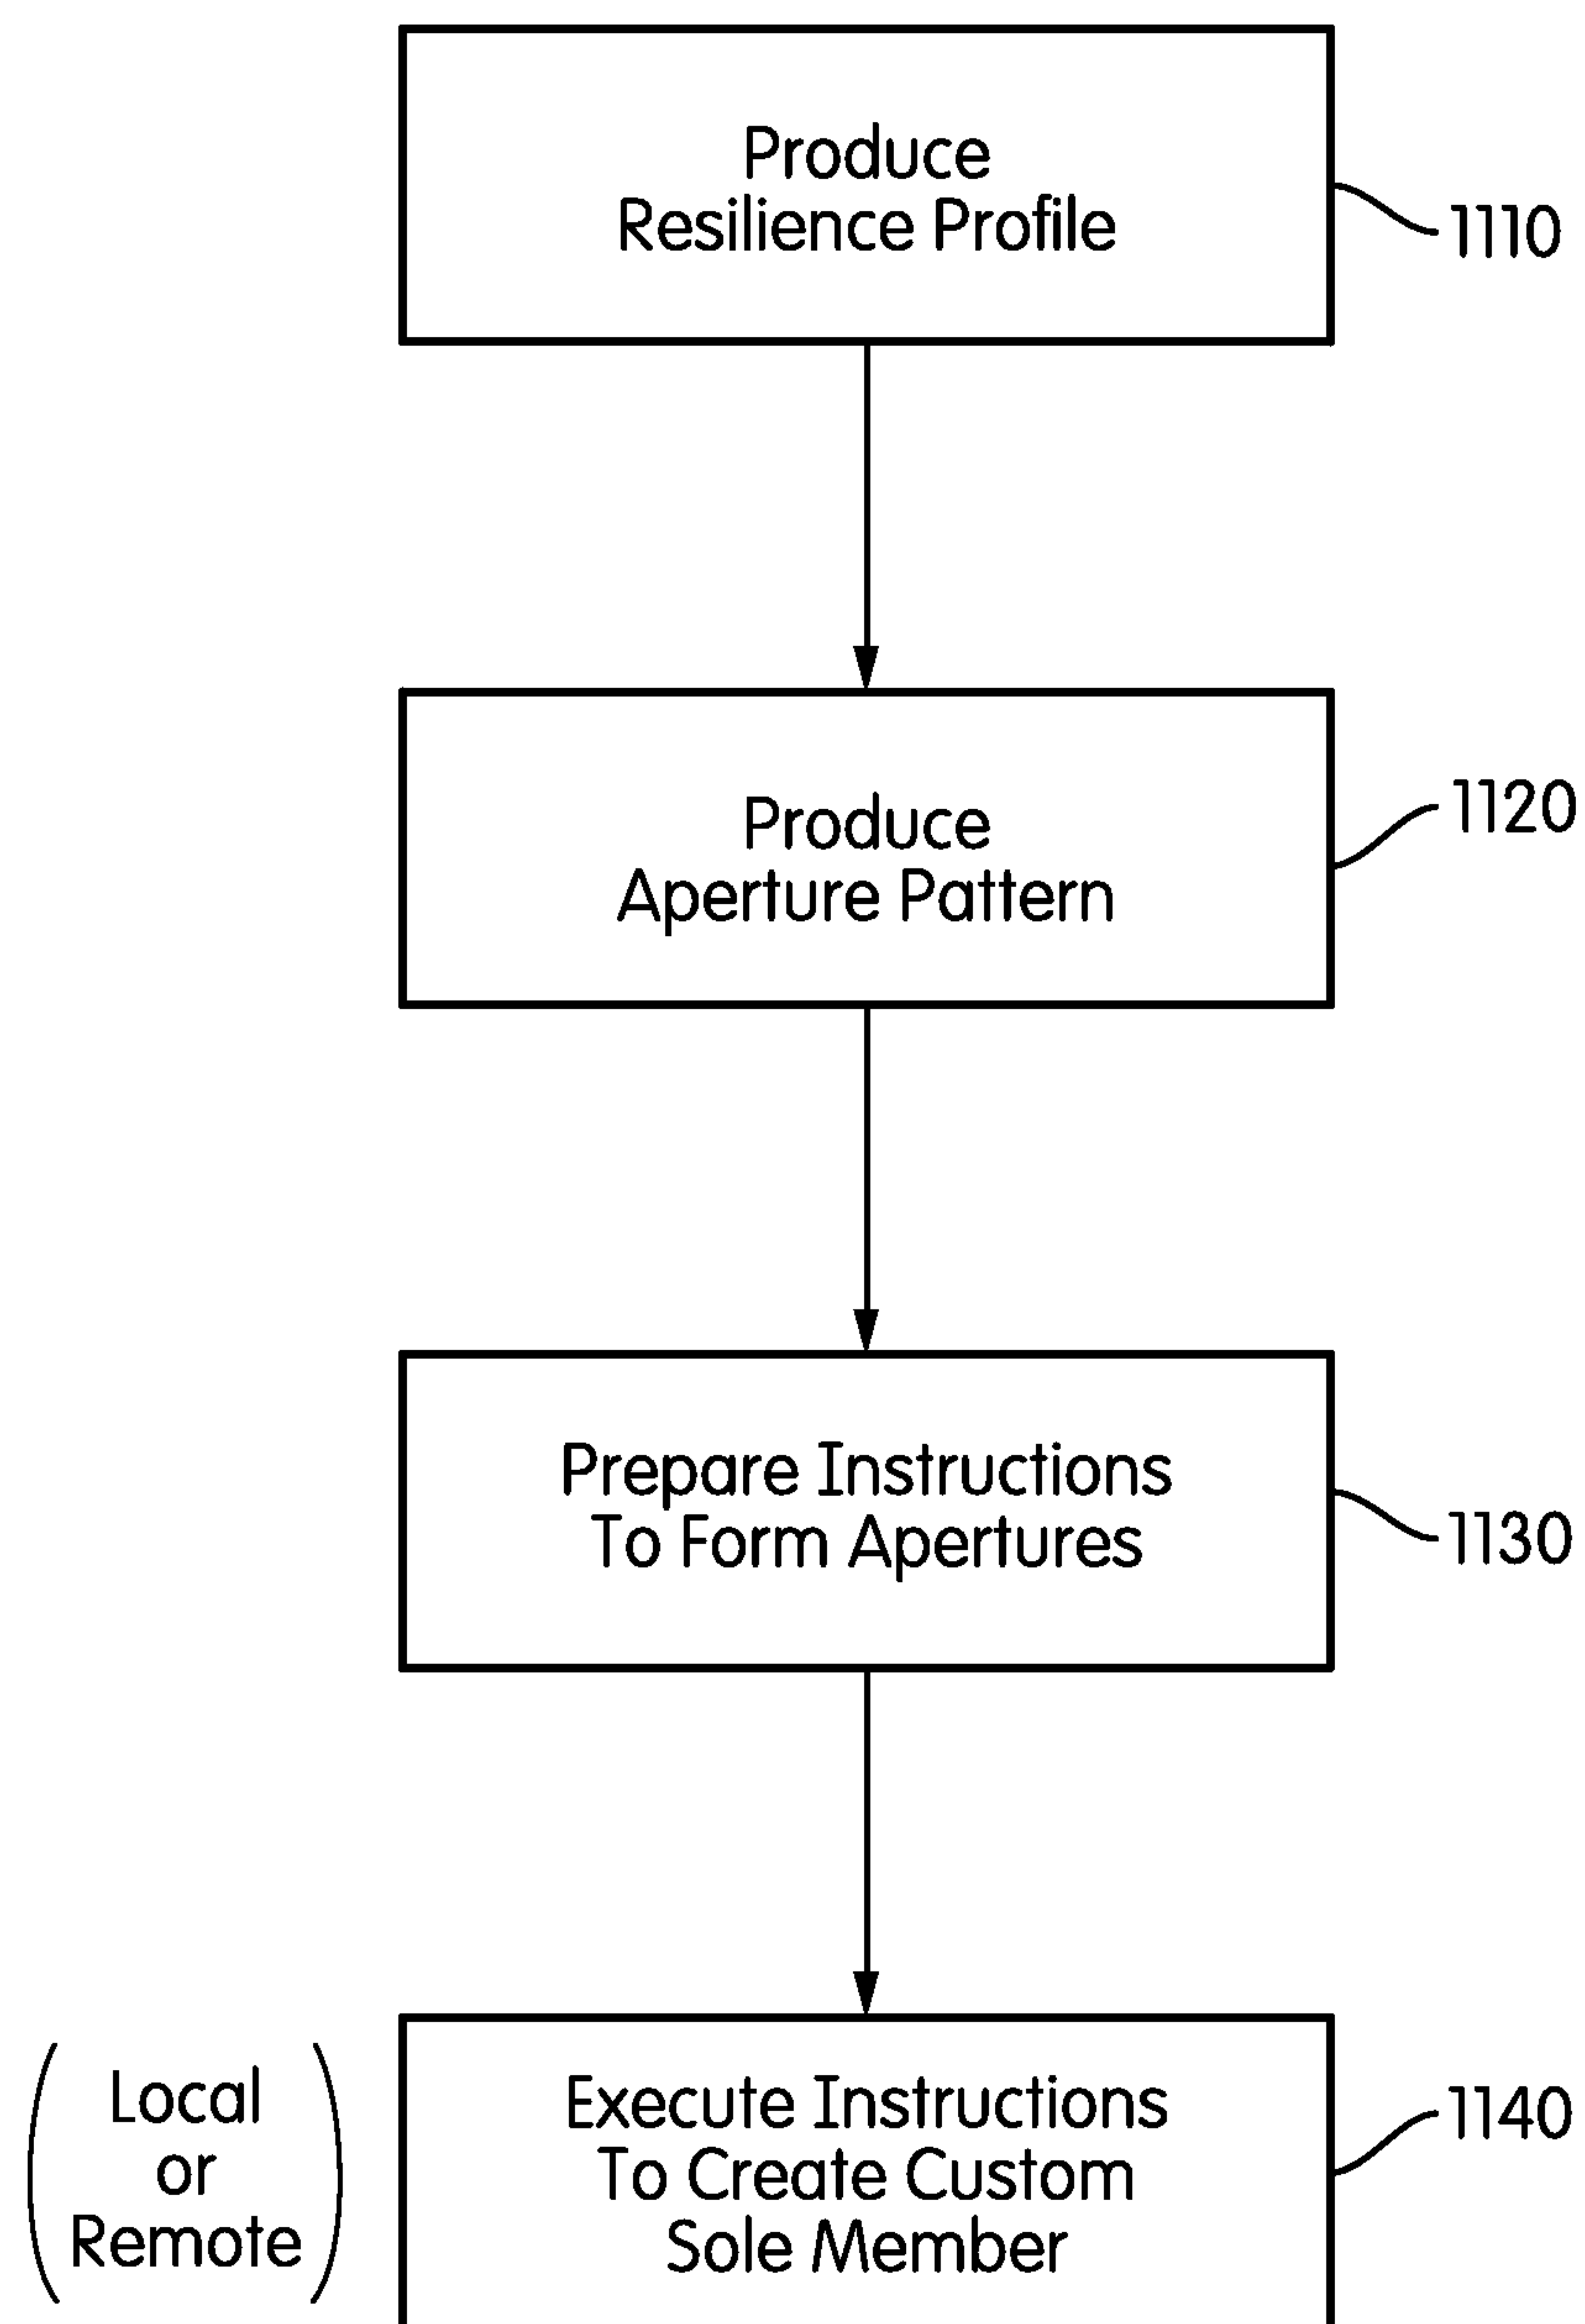 Produce
Resilience Profile
1110
Produce
Aperture Pattern
1120
Prepare Instructions
To Form Apertures
1130
Local
or
Remote
Execute Instructions
To Create Custom
Sole Member
1140